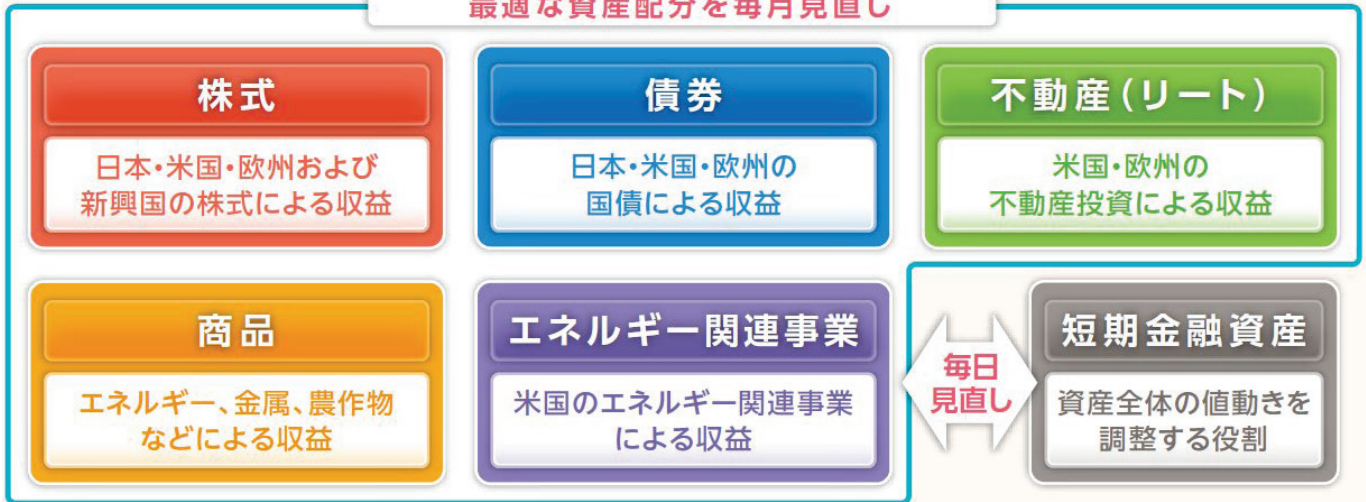 最適な資産配分を毎月見直し
株式
日本・米国・欧州および
新興国の株式による収益
債券
日本・米国・欧州の
国債による収益
不動産(リート)
米国・欧州の
不動産投資による収益
商品
エネルギー、金属、農作物
などによる収益
エネルギー関連事業
米国のエネルギー関連事業
による収益
毎日
見直し
短期金融資産
資産全体の値動きを
調整する役割